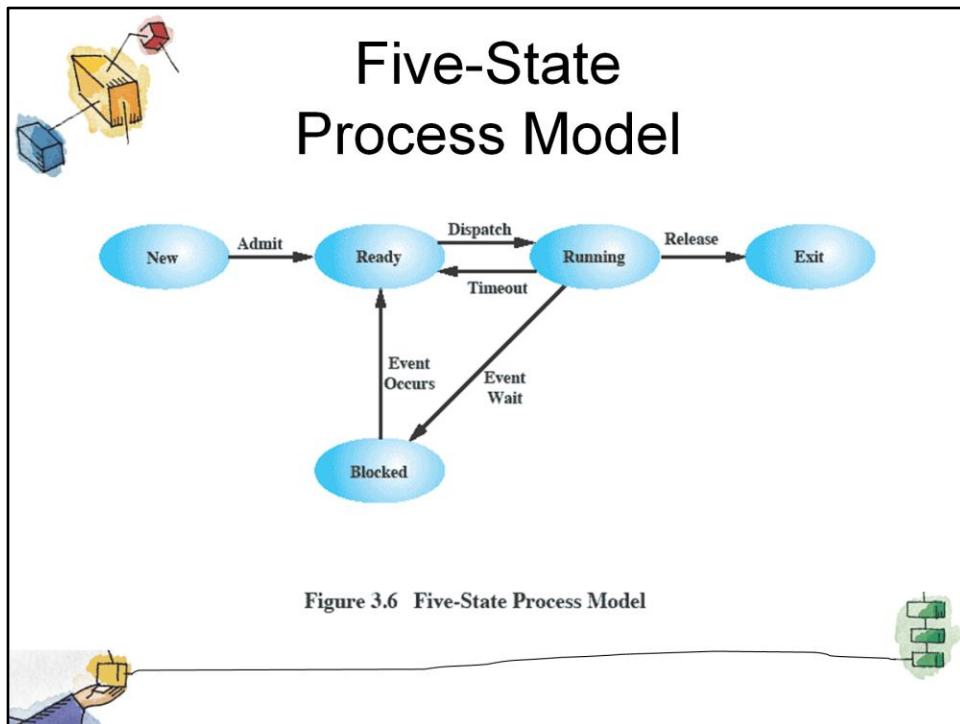 Five-State
Process Model
New
Admit
Ready
Dispatch
Timeout
Running
Release
Exit
Event
Occurs
Event
Wait
Blocked
Figure 3.6 Five-State Process Model